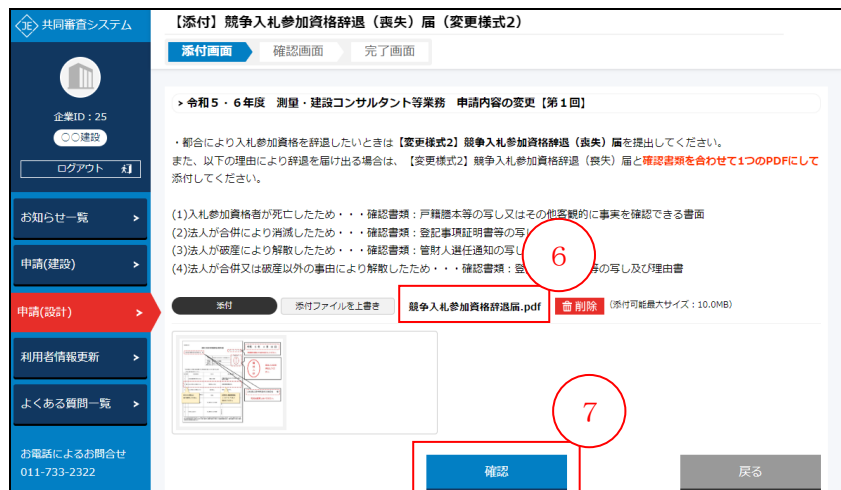 JE 共同審査システム
企業ID：25
〇〇建設
ログアウト
お知らせ一覧 >
申請(建設) >
申請(設計) >
利用者情報更新 >
よくある質問一覧 >
お電話によるお問合せ
011-733-2322
【添付】競争入札参加資格辞退（喪失）届（変更様式2）
添付画面 確認画面 完了画面
> 令和５・６年度 測量・建設コンサルタント等業務 申請内容の変更【第１回】
・都合により入札参加資格を辞退したいときは【変更様式2】競争入札参加資格辞退（喪失）届を提出してください。
また、以下の理由により辞退を届け出る場合は、【変更様式2】競争入札参加資格辞退（喪失）届と確認書類を合わせて1つのPDFにして
添付してください。
(1)入札参加資格者が死亡したため・・・確認書類：戸籍謄本等の写し又はその他客観的に事実を確認できる書面
(2)法人が合併により消滅したため・・・確認書類：登記事項証明書等の写し
(3)法人が破産により解散したため・・・確認書類：管財人選任通知の写し
(4)法人が合併又は破産以外の事由により解散したため・・・確認書類：登 等の写し及び理由書
6
添付 添付ファイルを上書き 競争入札参加資格辞退届.pdf 削除 (添付可能最大サイズ：10.0MB)
7
確認 戻る